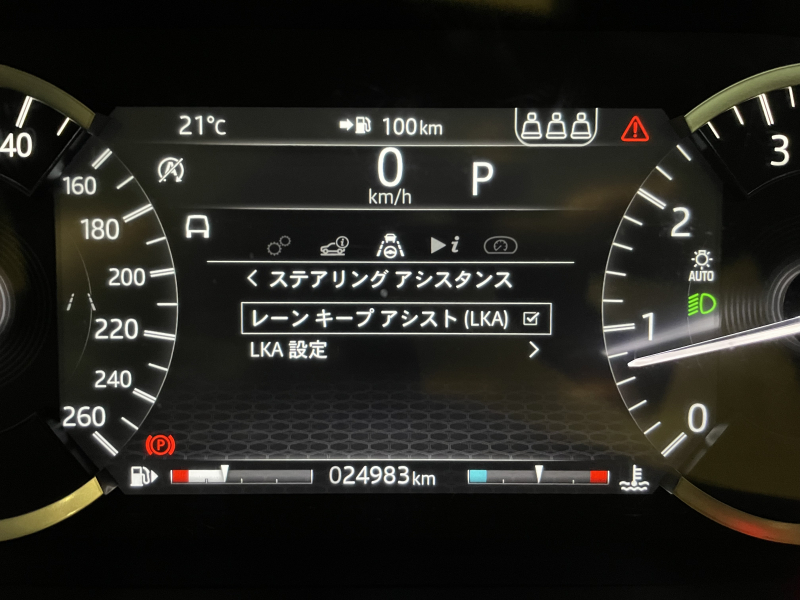 21℃ 100km
0 P
km/h
ステアリング アシスタンス
レーン キープ アシスト (LKA)
LKA 設定
024983km
40
160
180
200
220
240
260
3
2
1
0
A
i
i
AUTO
P